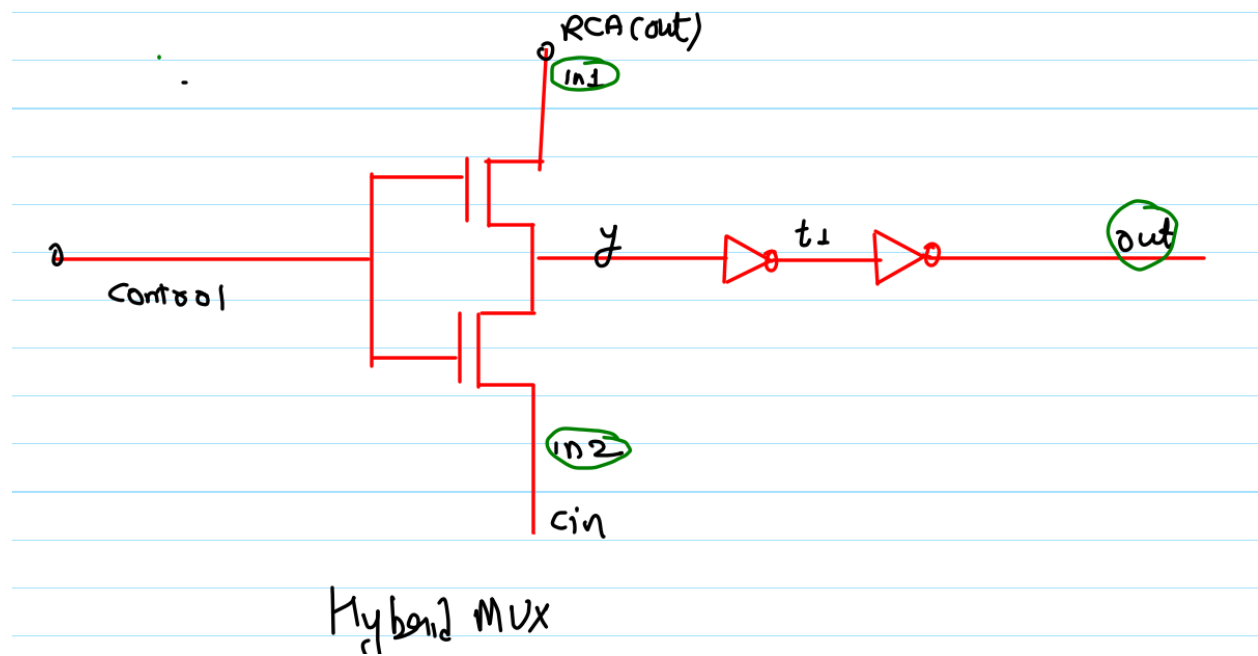 RCA(out)
in1
y
t1
out
control
in2
Cin
Hybrid MUX